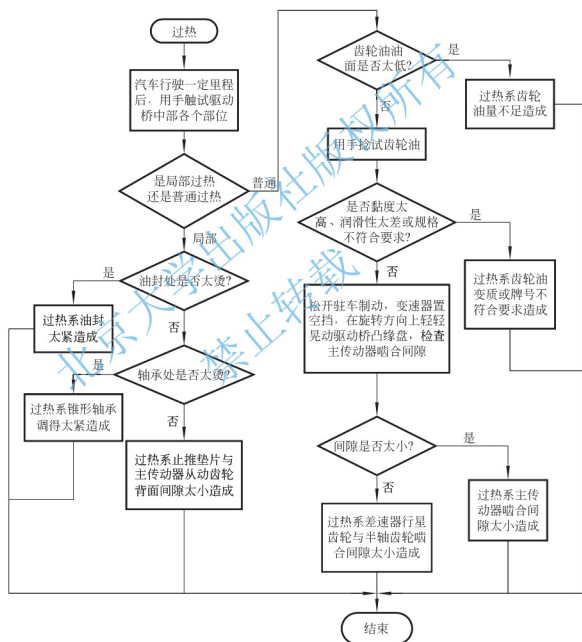 过热
汽车行驶一定里程
后，用手触试驱动
桥中部各个部位
是局部过热
还是普通过热
普通
局部
油封处是否太烫？
是
过热系油封
太紧造成
否
轴承处是否太烫？
是
过热系锥形轴承
调得太紧造成
否
过热系止推垫片与
主传动器从动齿轮
背面间隙太小造成
齿轮油油
面是否太低？
是
过热系齿轮
油量不足造成
否
用手捻试齿轮油
是否黏度太
高、润滑性太差或规格
不符合要求？
是
过热系齿轮油
变质或牌号不
符合要求造成
否
松开驻车制动，变速器置
空挡，在旋转方向上轻轻
晃动驱动桥凸缘盘，检查
主传动器啮合间隙
间隙是否太小？
是
过热系主传
动器啮合间
隙太小造成
否
过热系差速器行星
齿轮与半轴齿轮啮
合间隙太小造成
结束
北京大学出版社版权所有
禁止转载